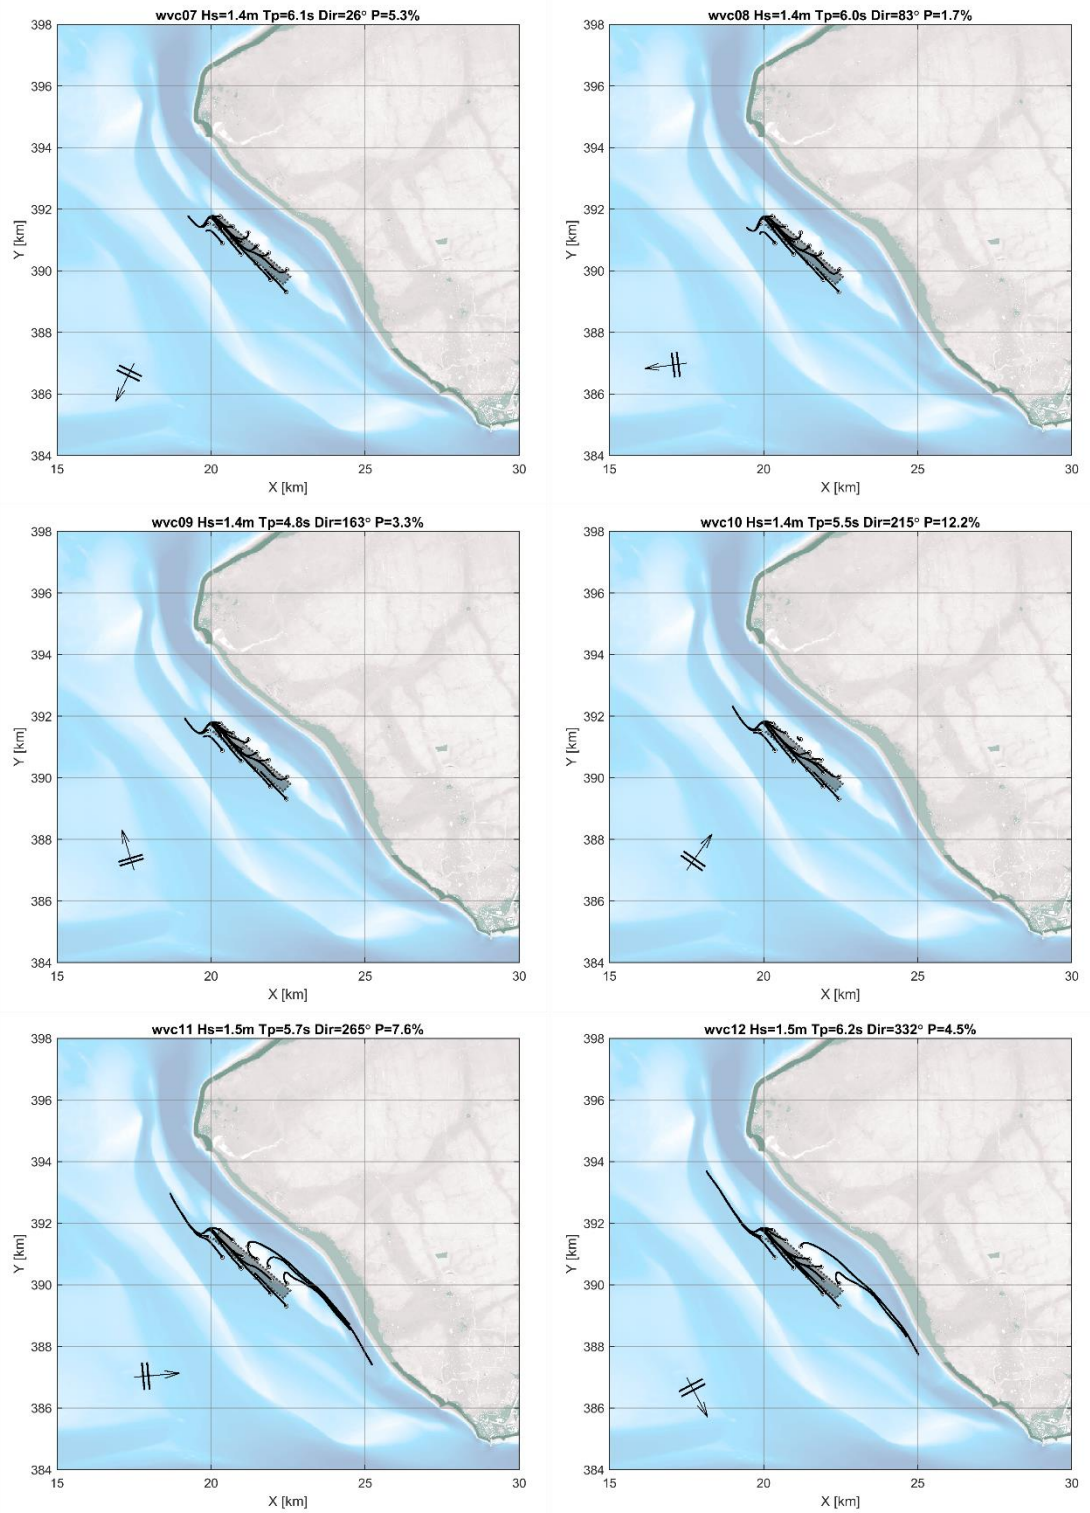 wvc07 Hs=1.4m Tp=6.1s Dir=26° P=5.3%
398
396
394
392
390
388
386
384
Y [km]
15 20 25 30
X [km]
wvc08 Hs=1.4m Tp=6.0s Dir=83° P=1.7%
398
396
394
392
390
388
386
384
Y [km]
15 20 25 30
X [km]
wvc09 Hs=1.4m Tp=4.8s Dir=163° P=3.3%
398
396
394
392
390
388
386
384
Y [km]
15 20 25 30
X [km]
wvc10 Hs=1.4m Tp=5.5s Dir=215° P=12.2%
398
396
394
392
390
388
386
384
Y [km]
15 20 25 30
X [km]
wvc11 Hs=1.5m Tp=5.7s Dir=265° P=7.6%
398
396
394
392
390
388
386
384
Y [km]
15 20 25 30
X [km]
wvc12 Hs=1.5m Tp=6.2s Dir=332° P=4.5%
398
396
394
392
390
388
386
384
Y [km]
15 20 25 30
X [km]